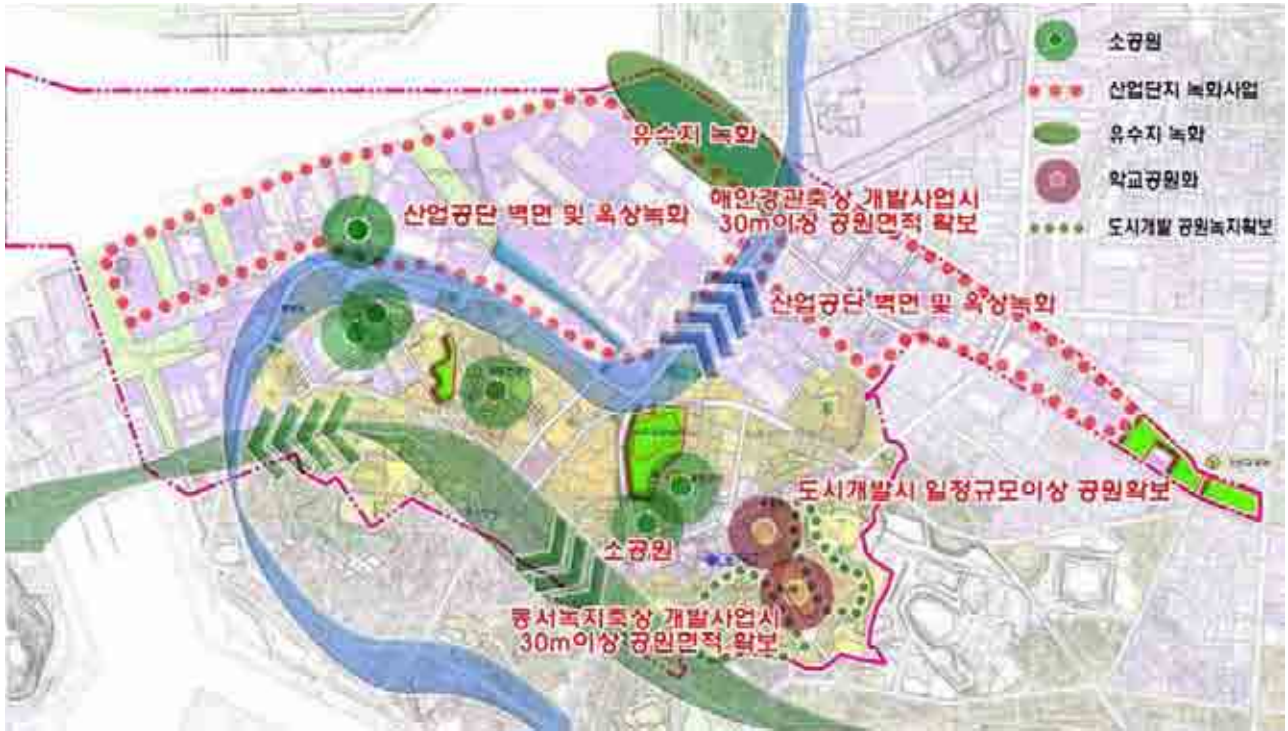 소공원
산업단지 녹화사업
유수지 녹화
학교공원화
도시개발 공원녹지확보
유수지 녹화
해안경관축상 개발사업시
30m이상 공원면적 확보
산업공단 벽면 및 옥상녹화
산업공단 벽면 및 옥상녹화
도시개발시 일정규모이상 공원확보
소공원
동서녹지축상 개발사업시
30m이상 공원면적 확보